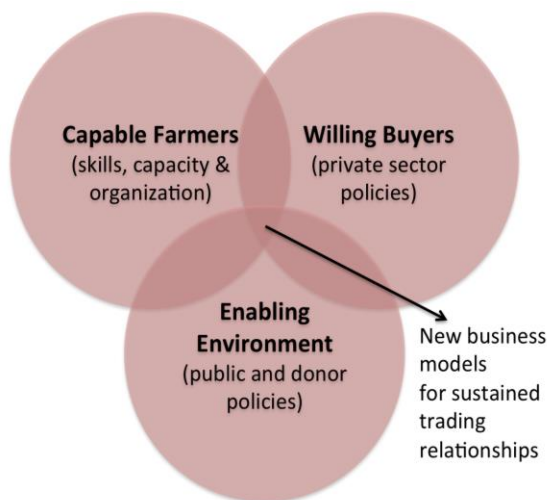 Capable Farmers
(skills, capacity &
organization)
Willing Buyers
(private sector
policies)
Enabling
Environment
(public and donor
policies)
New business
models
for sustained
trading
relationships